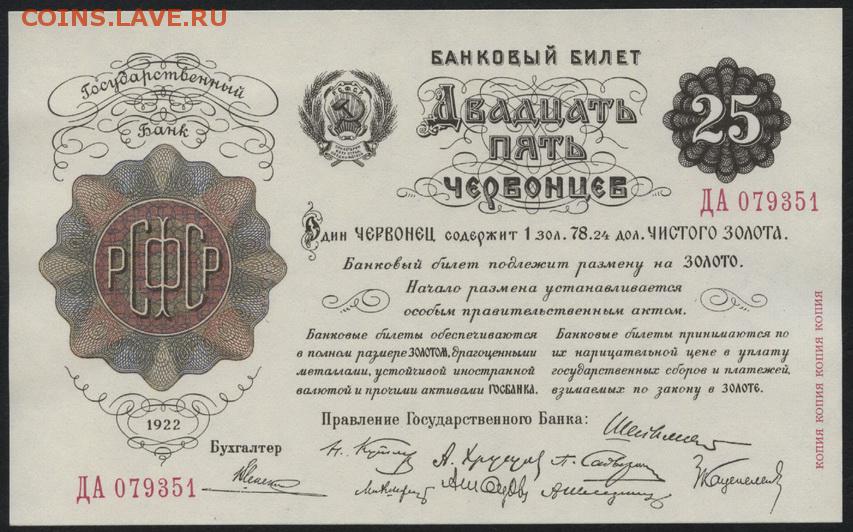 COINS.LAVE.RU
Государственный
Банк
БАНКОВЫЙ БИЛЕТ
ДВАДЦАТЬ
ПЯТЬ
ЧЕРВОНЦЕВ
25
ДА 079351
РСФСР
Один ЧЕРВОНЕЦ содержит 1 зол. 78.24 дол. ЧИСТОГО ЗОЛОТА.
Банковый билет подлежит размену на ЗОЛОТО.
Начало размена устанавливается
особым правительственным актом.
Банковые билеты обеспечиваются
в полном размере ЗОЛОТОМ, драгоценными
металлами, устойчивой иностранной
валютой и прочими активами ГОСБАНКА.
Банковые билеты принимаются по
их нарицательной цене в уплату
государственных сборов и платежей,
взимаемых по закону в ЗОЛОТЕ.
1922
Правление Государственного Банка:
Бухгалтер
ДА 079351
КОПИЯ КОПИЯ КОПИЯ КОПИЯ